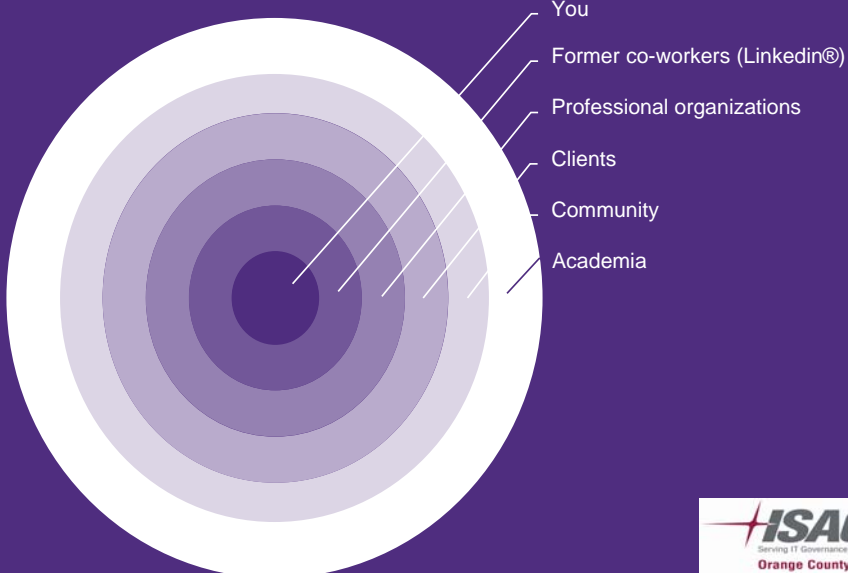 You
Former co-workers (Linkedin®)
Professional organizations
Clients
Community
Academia
Serving IT Governance
Orange County